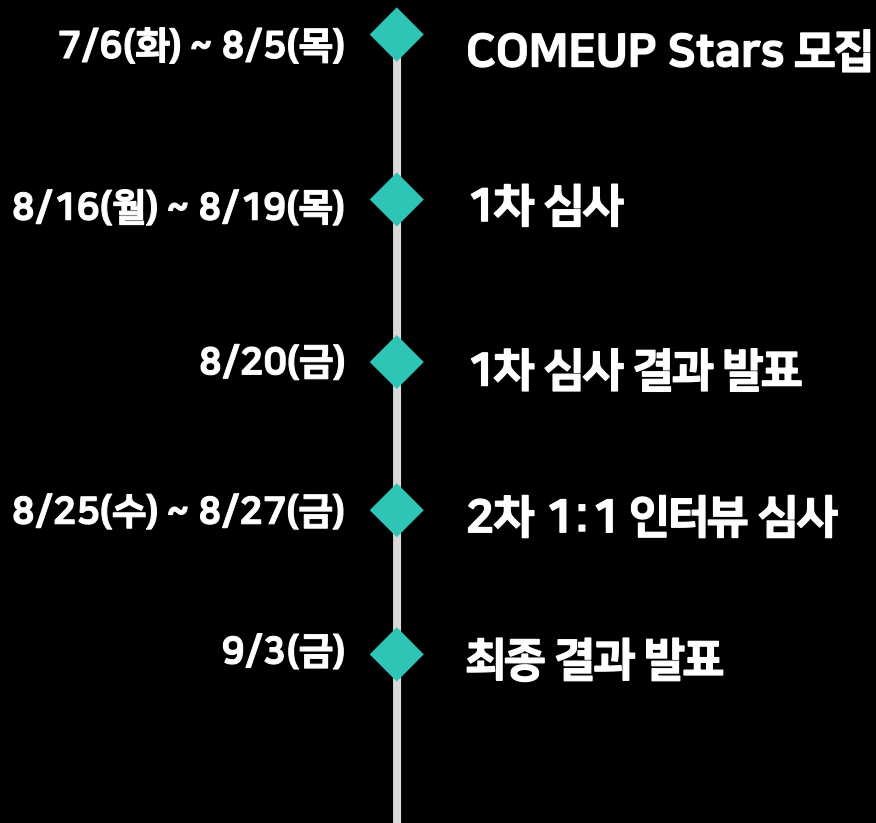 7/6(화) ~ 8/5(목) COMEUP Stars 모집
8/16(월) ~ 8/19(목) 1차 심사
8/20(금) 1차 심사 결과 발표
8/25(수) ~ 8/27(금) 2차 1:1 인터뷰 심사
9/3(금) 최종 결과 발표